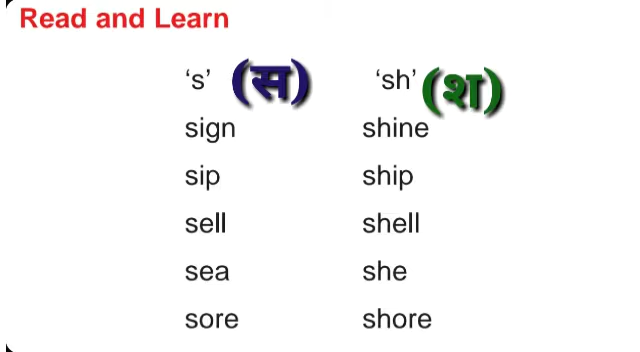 Read and Learn
‘s’ (स) ‘sh’ (श)
sign shine
sip ship
sell shell
sea she
sore shore